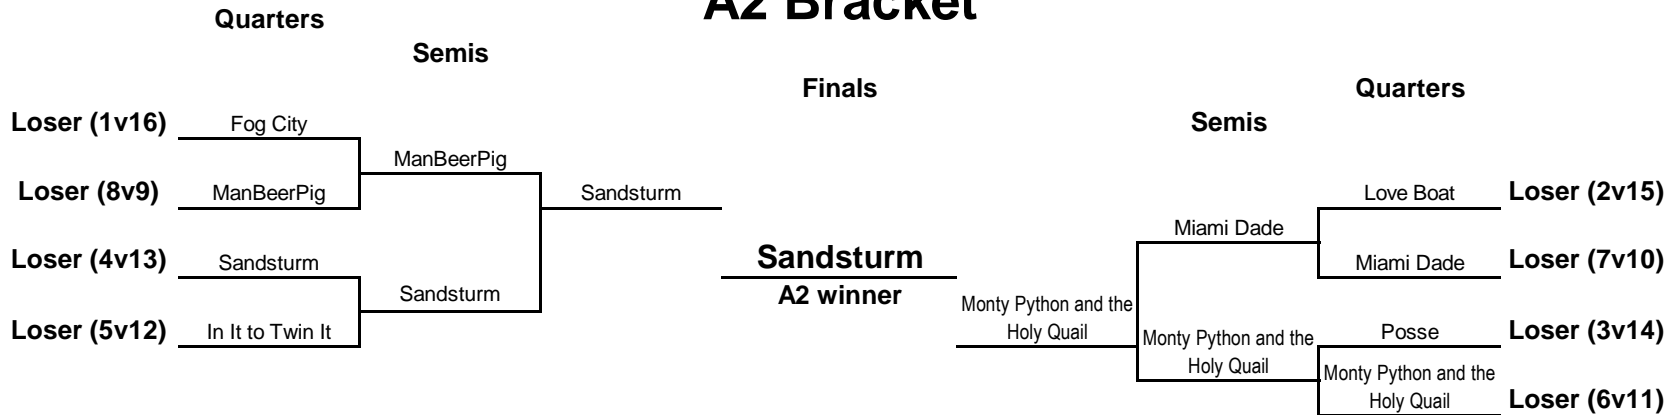 A2 Bracket
Quarters
Semis
Finals
Quarters
Semis
Loser (1v16) Fog City
ManBeerPig
Loser (8v9) ManBeerPig
Sandsturm
Love Boat Loser (2v15)
Miami Dade
Loser (4v13) Sandsturm
Sandsturm
Miami Dade Loser (7v10)
A2 winner
Sandsturm
Monty Python and the
Holy Quail
Loser (5v12) In It to Twin It
Monty Python and the
Holy Quail
Posse Loser (3v14)
Monty Python and the
Holy Quail Loser (6v11)